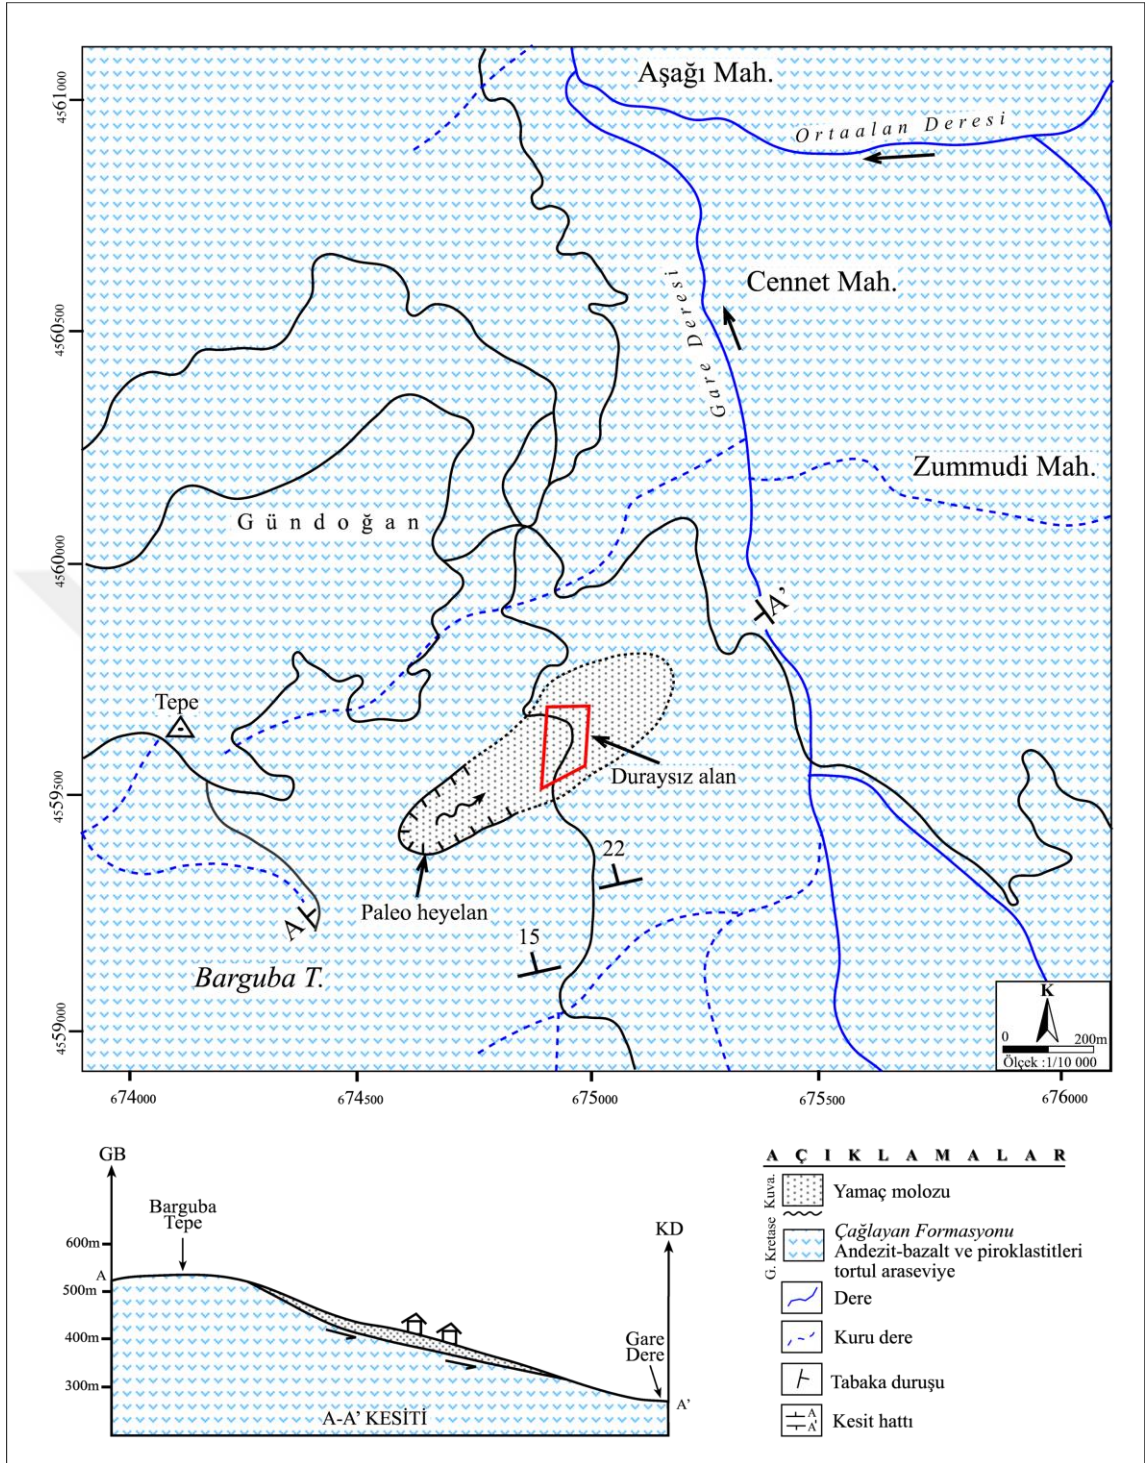 Aşağı Mah.
Ortaalan Deresi
Cennet Mah.
Gare Deresi
Zummudi Mah.
Gündoğan
A'
Tepe
Duraysız alan
22
Paleo heyelan
A
15
Barguba T.
K
0 200m
Ölçek :1/10 000
4561000
4560500
4560000
4559500
4559000
674000 674500 675000 675500 676000
GB
Barguba
Tepe
KD
600m
A
500m
400m
300m
Gare
Dere
A'
A-A' KESİTİ
AÇIKLAMALAR
Kuva.
Yamaç molozu
G. Kretase
Çağlayan Formasyonu
Andezit-bazalt ve piroklastitleri
tortul araseviye
Dere
Kuru dere
Tabaka duruşu
A
A'
Kesit hattı